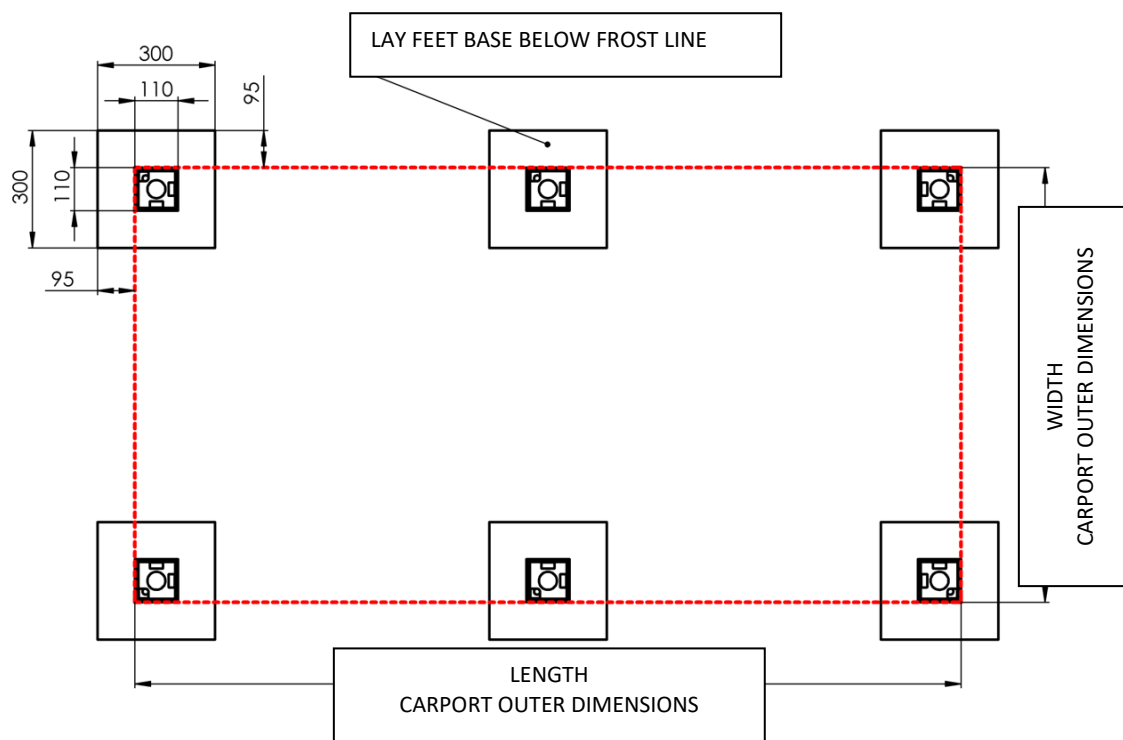 LAY FEET BASE BELOW FROST LINE
300
110
95
300
110
95
WIDTH
CARPORT OUTER DIMENSIONS
LENGTH
CARPORT OUTER DIMENSIONS